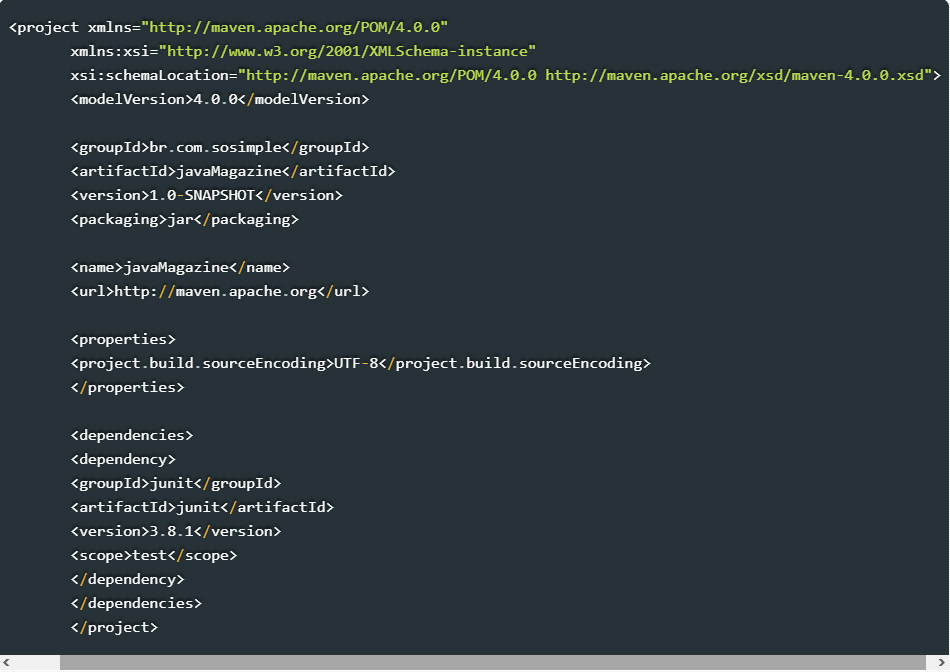 <project xmlns="http://maven.apache.org/POM/4.0.0"
xmlns:xsi="http://www.w3.org/2001/XMLSchema-instance"
xsi:schemaLocation="http://maven.apache.org/POM/4.0.0 http://maven.apache.org/xsd/maven-4.0.0.xsd">
<modelVersion>4.0.0</modelVersion>
<groupId>br.com.sosimple</groupId>
<artifactId>javaMagazine</artifactId>
<version>1.0-SNAPSHOT</version>
<packaging>jar</packaging>
<name>javaMagazine</name>
<url>http://maven.apache.org</url>
<properties>
<project.build.sourceEncoding>UTF-8</project.build.sourceEncoding>
</properties>
<dependencies>
<dependency>
<groupId>junit</groupId>
<artifactId>junit</artifactId>
<version>3.8.1</version>
<scope>test</scope>
</dependency>
</dependencies>
</project>